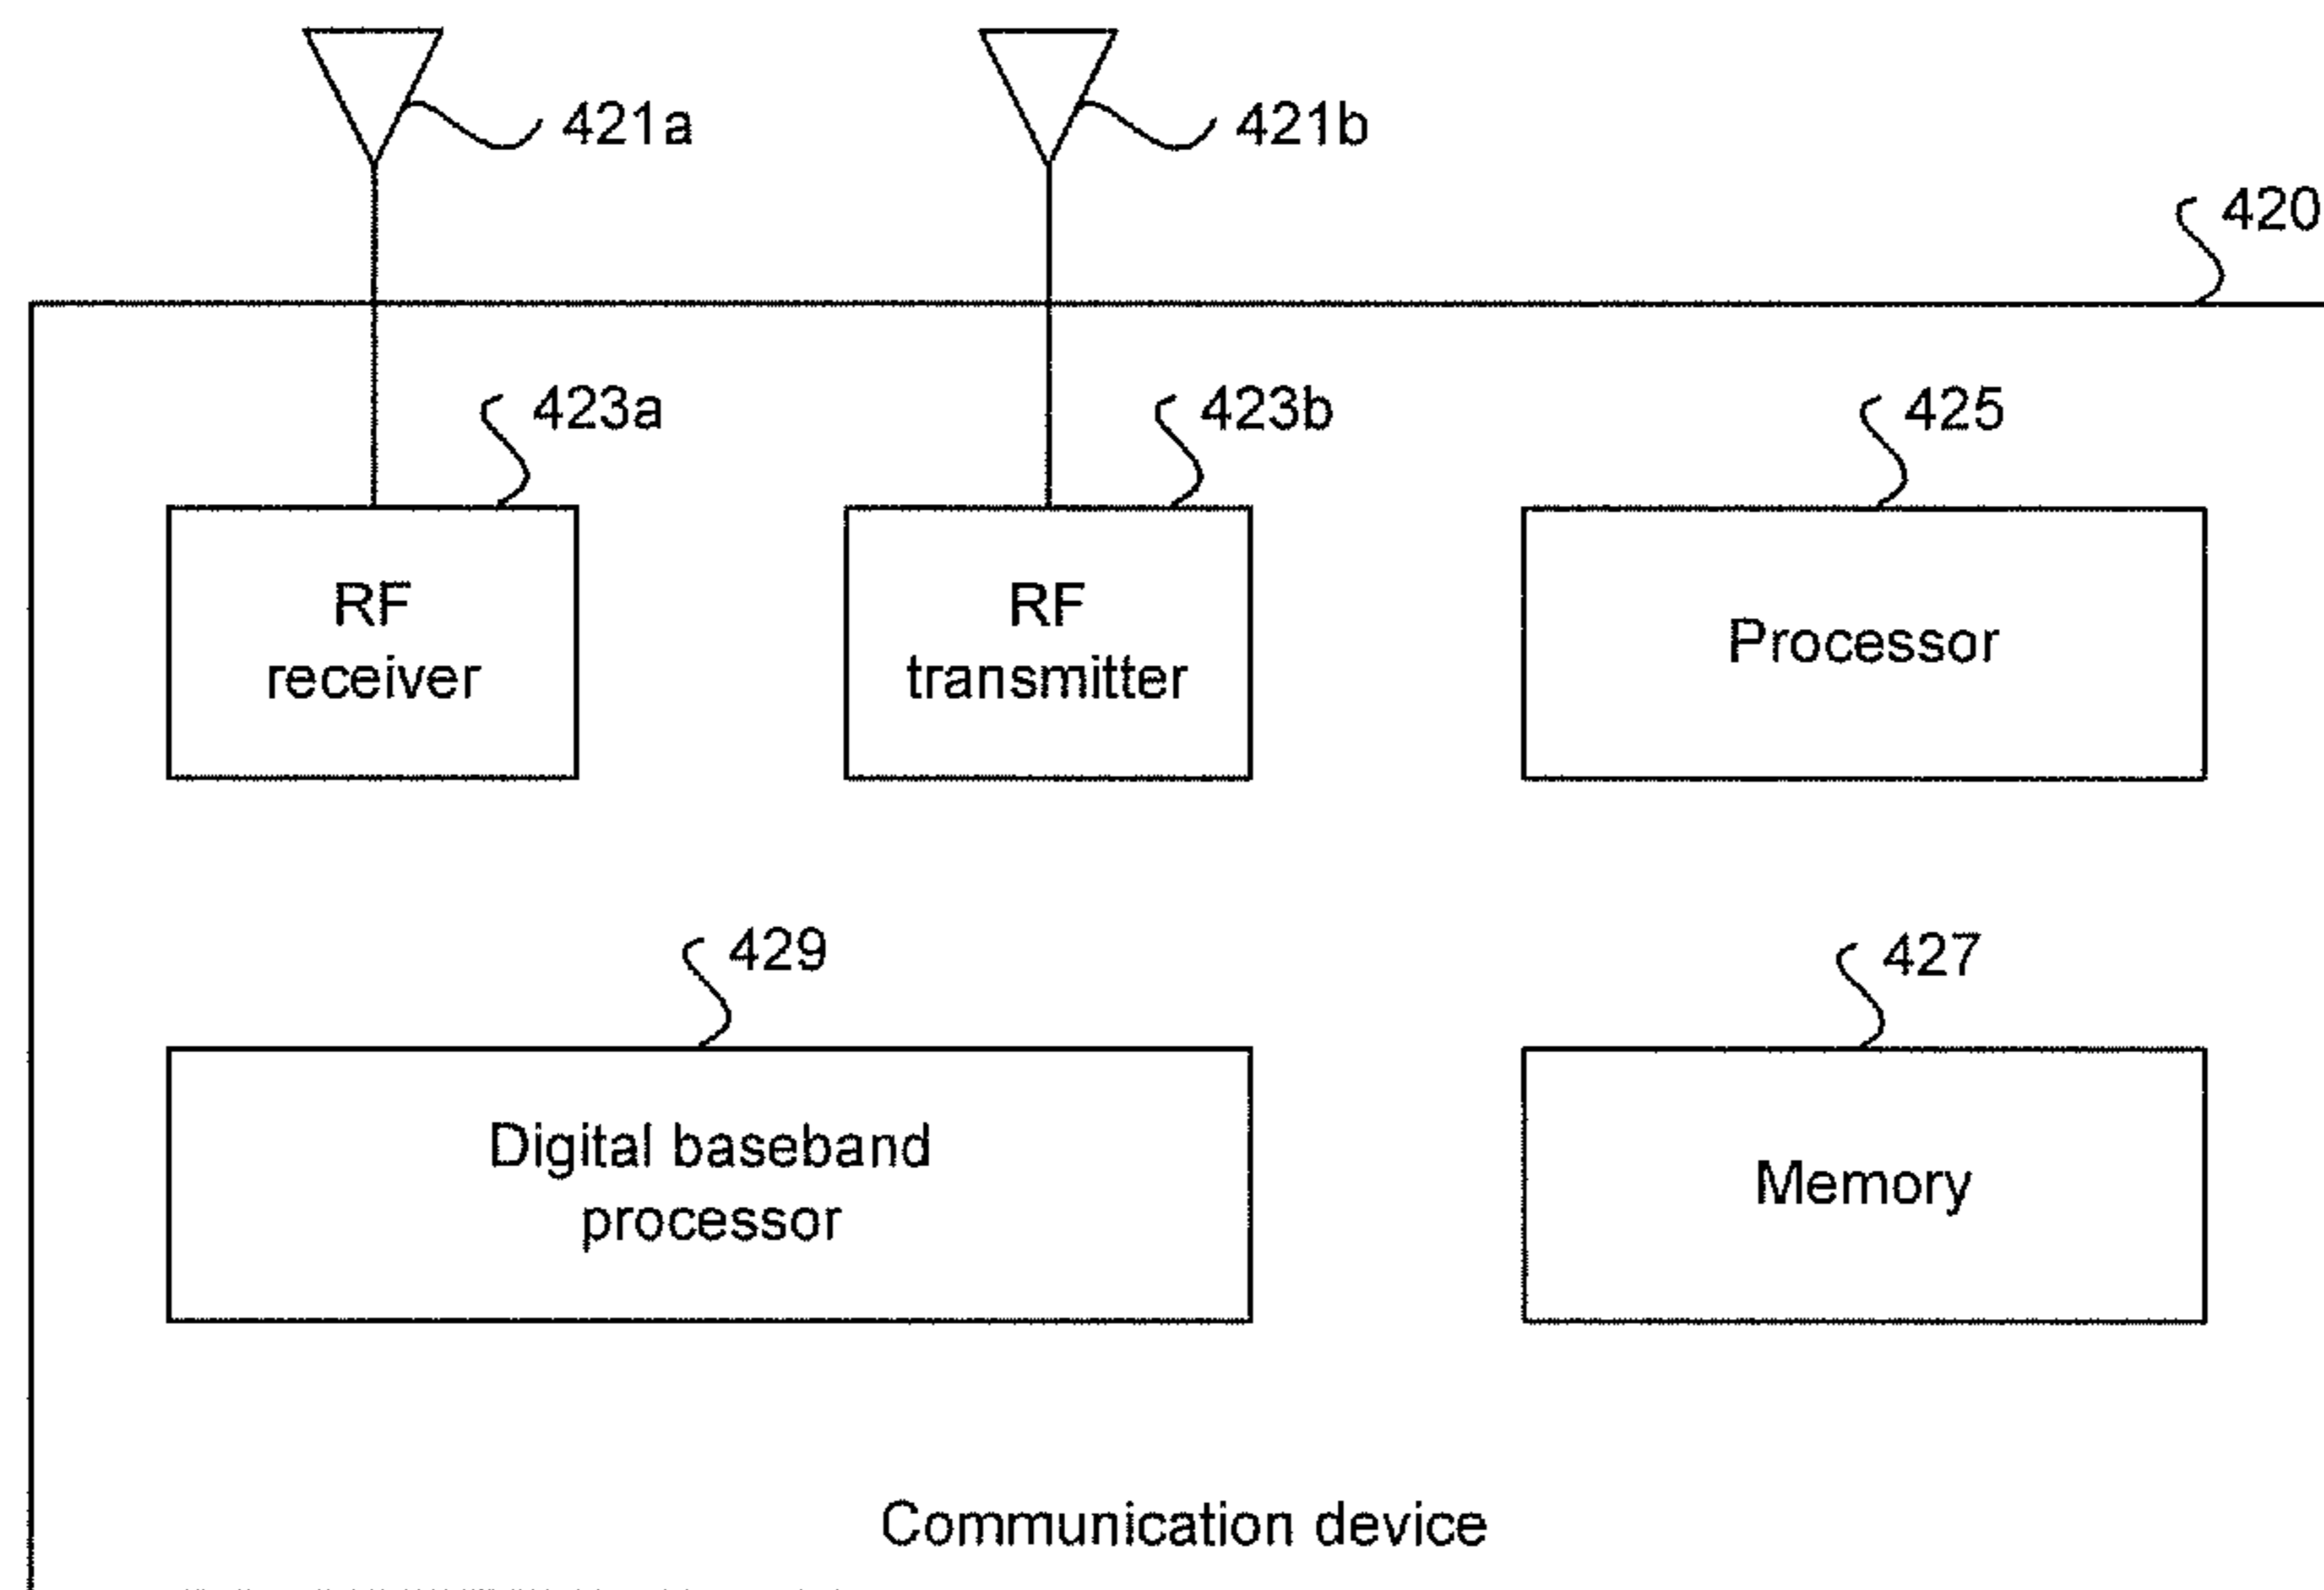 421a
421b
420
423a
423b
425
RF
receiver
RF
transmitter
Processor
429
427
Digital baseband
processor
Memory
Communication device